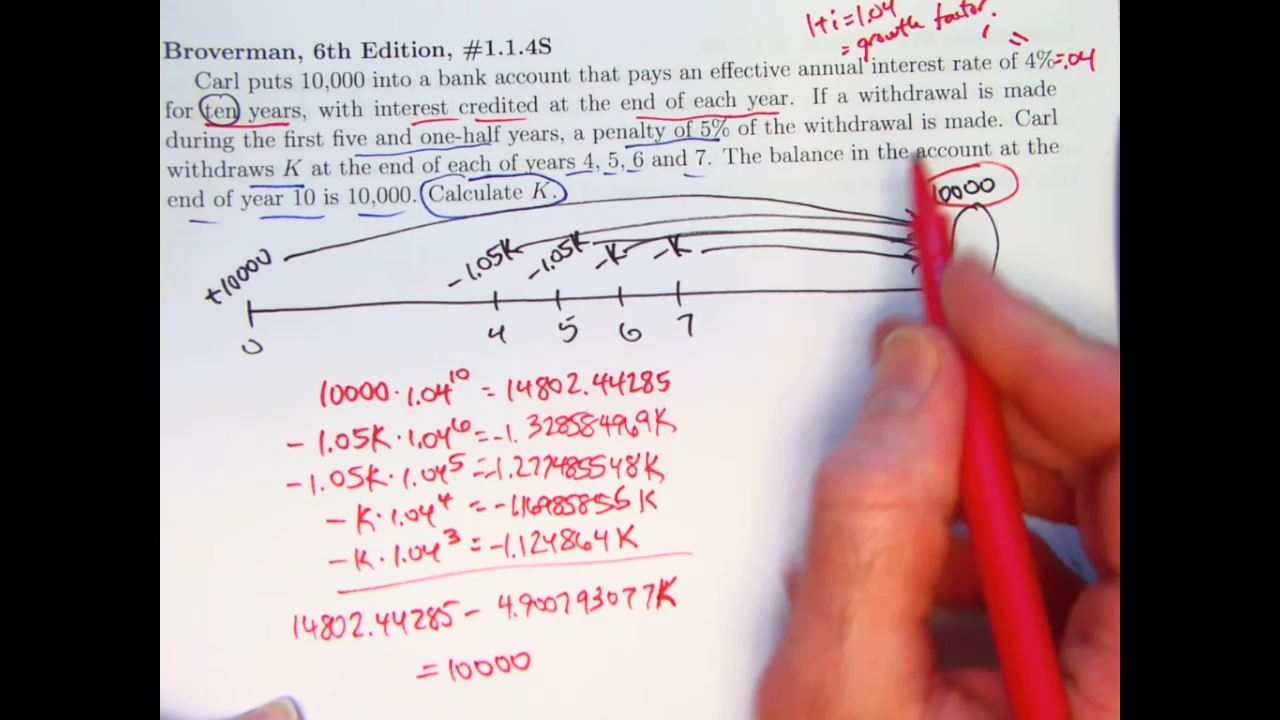 1+i=1.04
= growth factor.
i =
Broverman, 6th Edition, #1.1.4S
Carl puts 10,000 into a bank account that pays an effective annual interest rate of 4% =.04
for ten years, with interest credited at the end of each year. If a withdrawal is made
during the first five and one-half years, a penalty of 5% of the withdrawal is made. Carl
withdraws K at the end of each of years 4, 5, 6 and 7. The balance in the account at the
end of year 10 is 10,000. Calculate K.
10000
+10000 -1.05K -1.05K -K -K
0 4 5 6 7
10000 · 1.04^10 = 14802.44285
- 1.05K · 1.04^6 = -1.328584969K
- 1.05K · 1.04^5 = -1.277485548K
- K · 1.04^4 = -1.16985856K
- K · 1.04^3 = -1.124864K
14802.44285 - 4.900793077K
= 10000